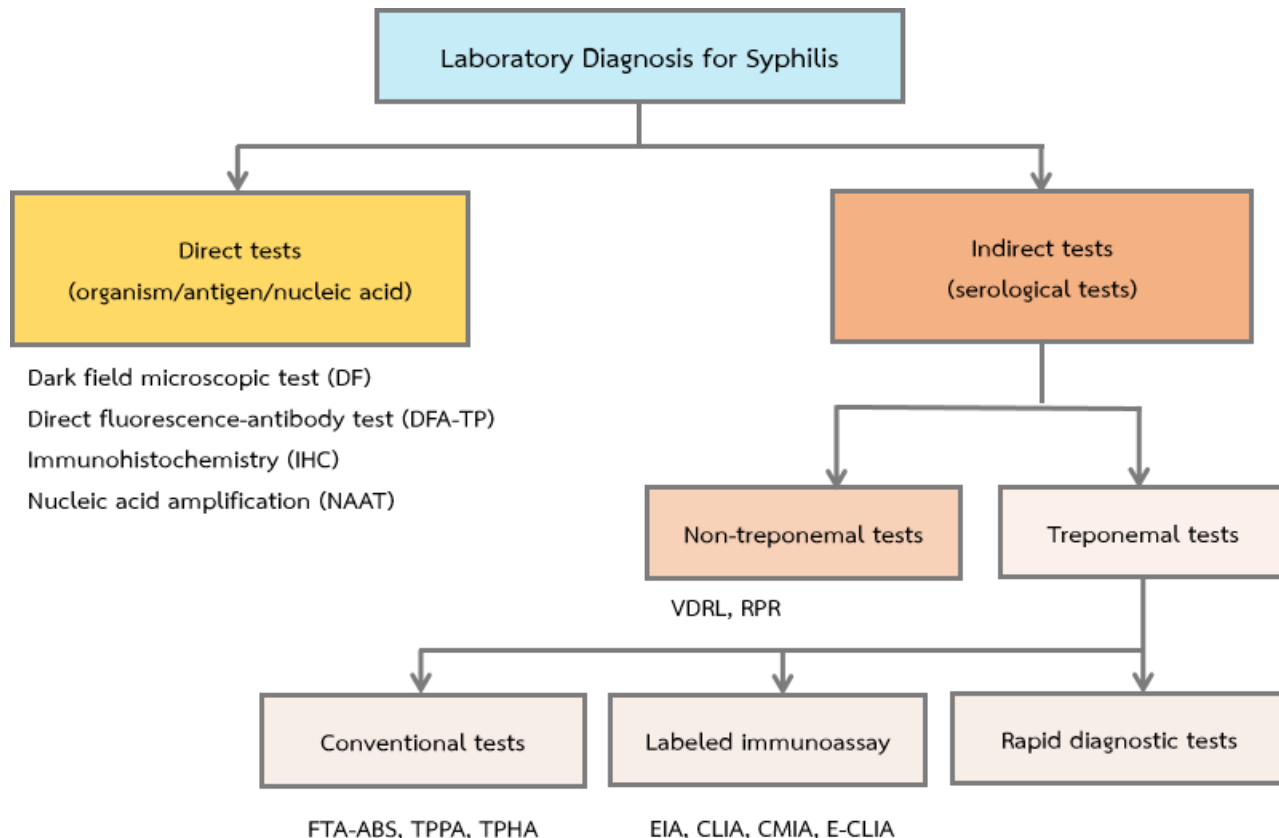 Laboratory Diagnosis for Syphilis
Direct tests
(organism/antigen/nucleic acid)
Indirect tests
(serological tests)
Dark field microscopic test (DF)
Direct fluorescence-antibody test (DFA-TP)
Immunohistochemistry (IHC)
Nucleic acid amplification (NAAT)
Non-treponemal tests
Treponemal tests
VDRL, RPR
Conventional tests
Labeled immunoassay
Rapid diagnostic tests
FTA-ABS, TPPA, TPHA
EIA, CLIA, CMIA, E-CLIA